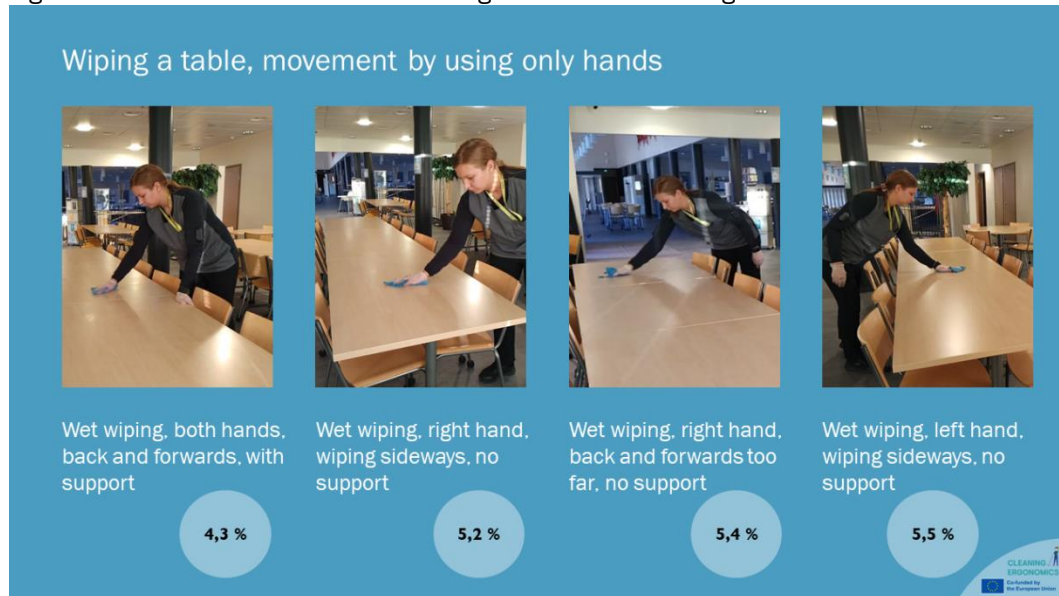 Wiping a table, movement by using only hands
Wet wiping, both hands,
back and forwards, with
support
4,3 %
Wet wiping, right hand,
wiping sideways, no
support
5,2 %
Wet wiping, right hand,
back and forwards too
far, no support
5,4 %
Wet wiping, left hand,
wiping sideways, no
support
5,5 %
CLEANING
ERGONOMICS
Co-funded by
the European Union